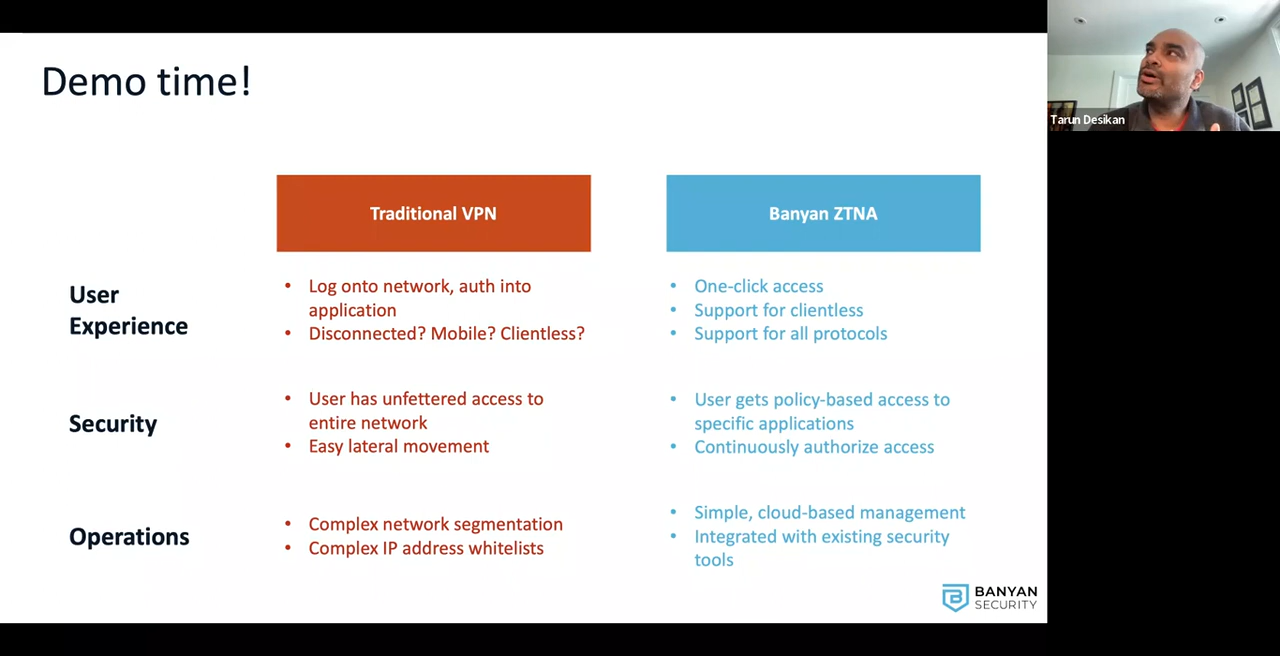 Demo time!
Tarun Desikan
Traditional VPN
Banyan ZTNA
User
Experience
• Log onto network, auth into
application
• Disconnected? Mobile? Clientless?
• One-click access
• Support for clientless
• Support for all protocols
Security
• User has unfettered access to
entire network
• Easy lateral movement
• User gets policy-based access to
specific applications
• Continuously authorize access
Operations
• Complex network segmentation
• Complex IP address whitelists
• Simple, cloud-based management
• Integrated with existing security
tools
BANYAN
SECURITY